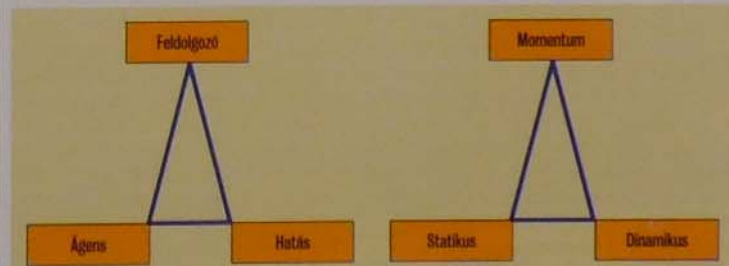 Feldolgozó
Momentum
Ágens
Hatás
Statikus
Dinamikus